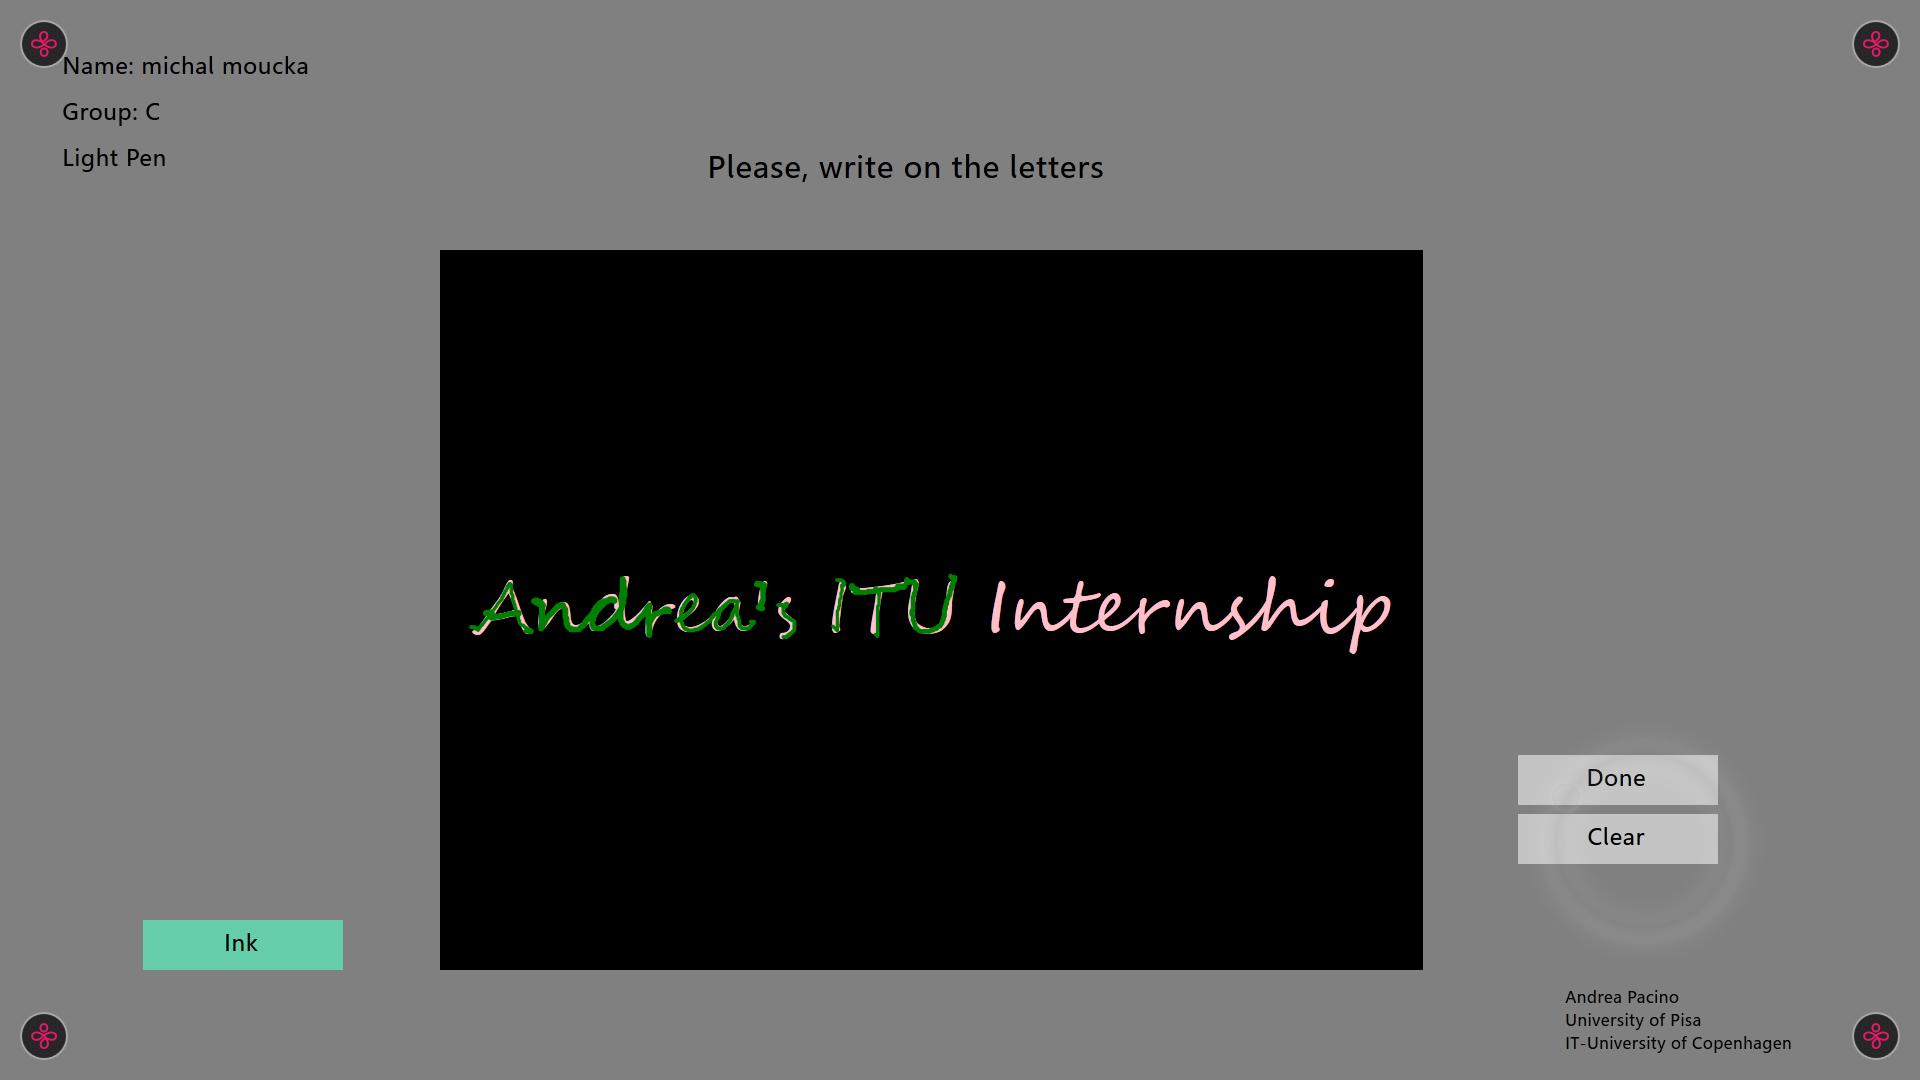 Name: michal moucka
Group: C
Light Pen
Please, write on the letters
Andrea's ITU Internship
Done
Clear
Ink
Andrea Pacino
University of Pisa
IT-University of Copenhagen